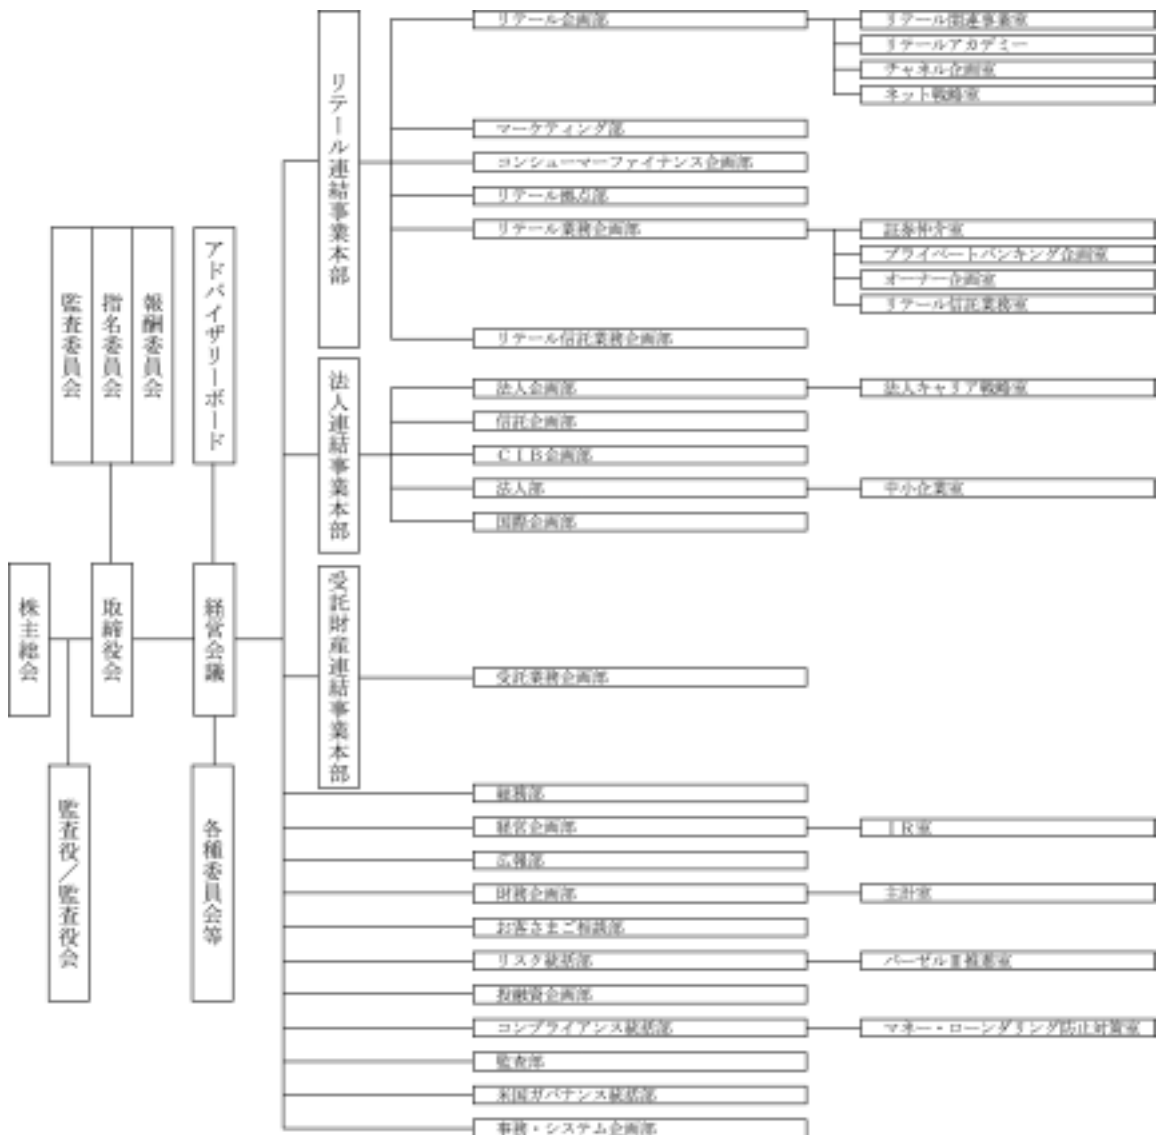 株主総会
監査役／監査役会
取締役会
監査委員会
指名委員会
報酬委員会
経営会議
アドバイザリーボード
各種委員会等
リテール連結事業本部
リテール企画部
リテール関連事業室
リテールアカデミー
チャネル企画室
ネット戦略室
マーケティング部
コンシューマーファイナンス企画部
リテール拠点部
リテール業務企画部
証券仲介室
プライベートバンキング企画室
オーナー企画室
リテール信託業務室
リテール信託業務企画部
法人連結事業本部
法人企画部
法人キャリア戦略室
信託企画部
ＣＩＢ企画部
法人部
中小企業室
国際企画部
受託財産連結事業本部
受託業務企画部
総務部
経営企画部
ＩＲ室
広報部
財務企画部
主計室
お客さまご相談部
リスク統括部
バーゼルⅡ推進室
投融資企画部
コンプライアンス統括部
マネー・ローンダリング防止対策室
監査部
米国ガバナンス統括部
事務・システム企画部